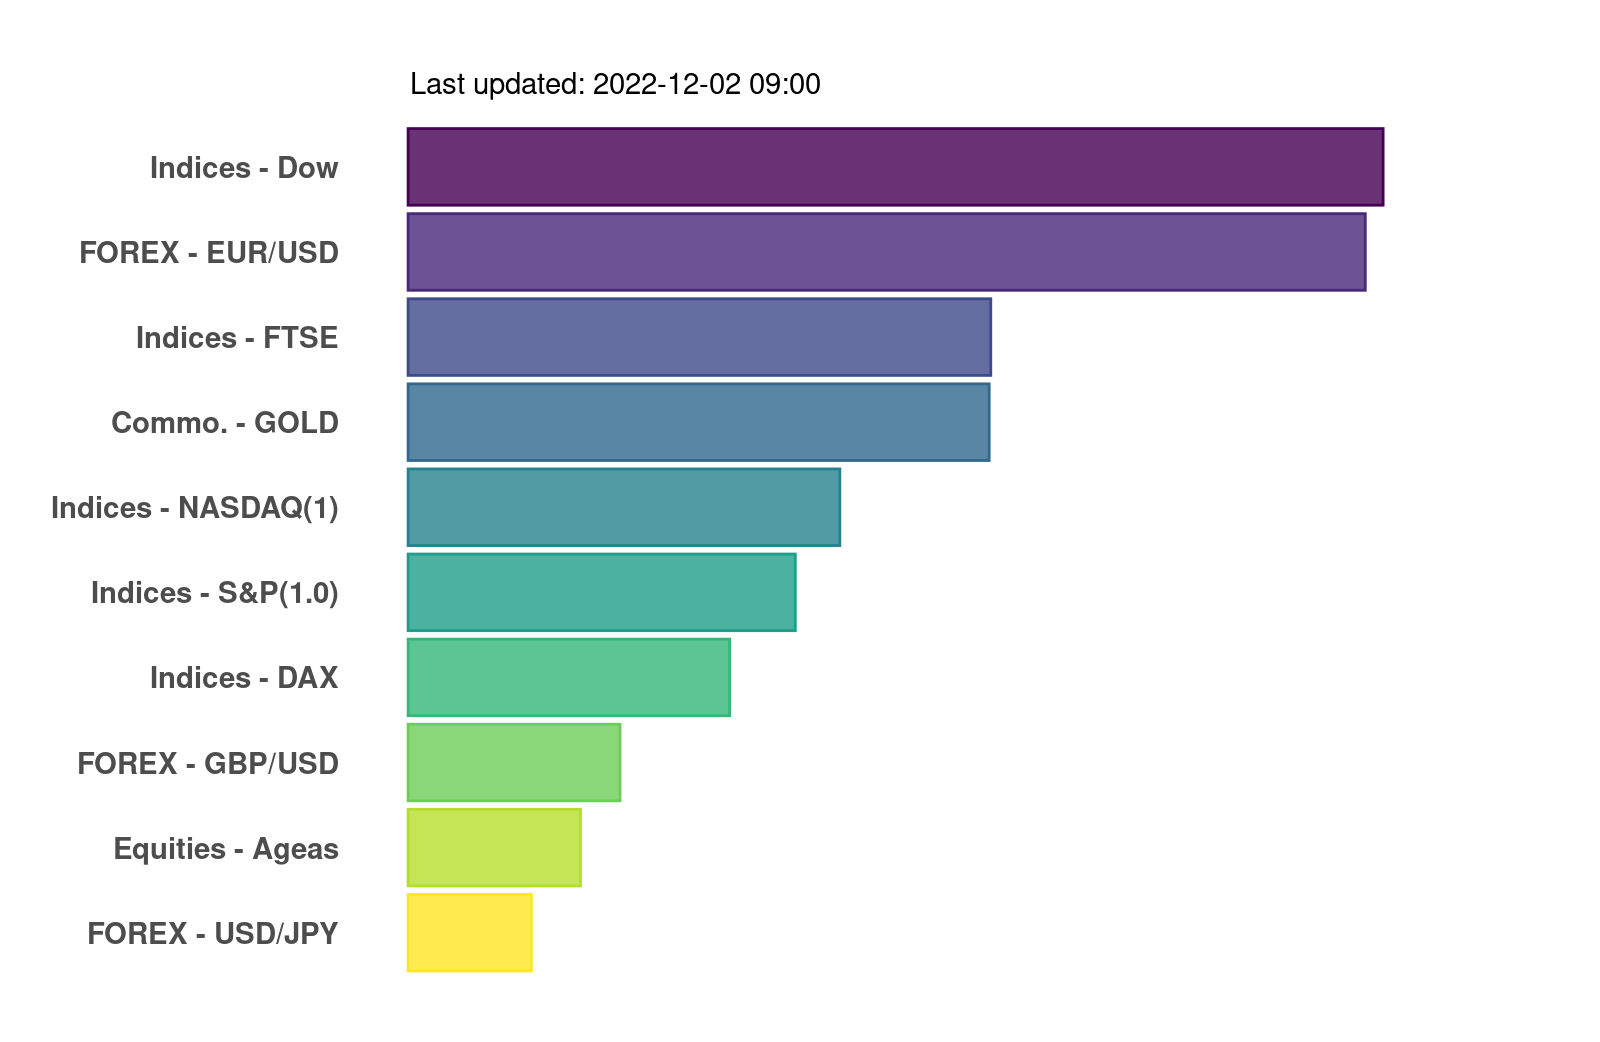 Last updated: 2022-12-02 09:00
Indices - Dow
FOREX - EUR/USD
Indices - FTSE
Commo. - GOLD
Indices - NASDAQ(1)
Indices - S&P(1.0)
Indices - DAX
FOREX - GBP/USD
Equities - Ageas
FOREX - USD/JPY